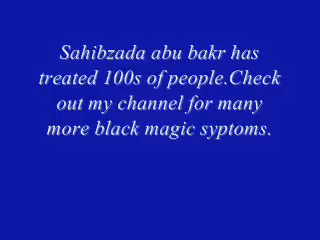 Sahibzada abu bakr has
treated 100s of people.Check
out my channel for many
more black magic syptoms.